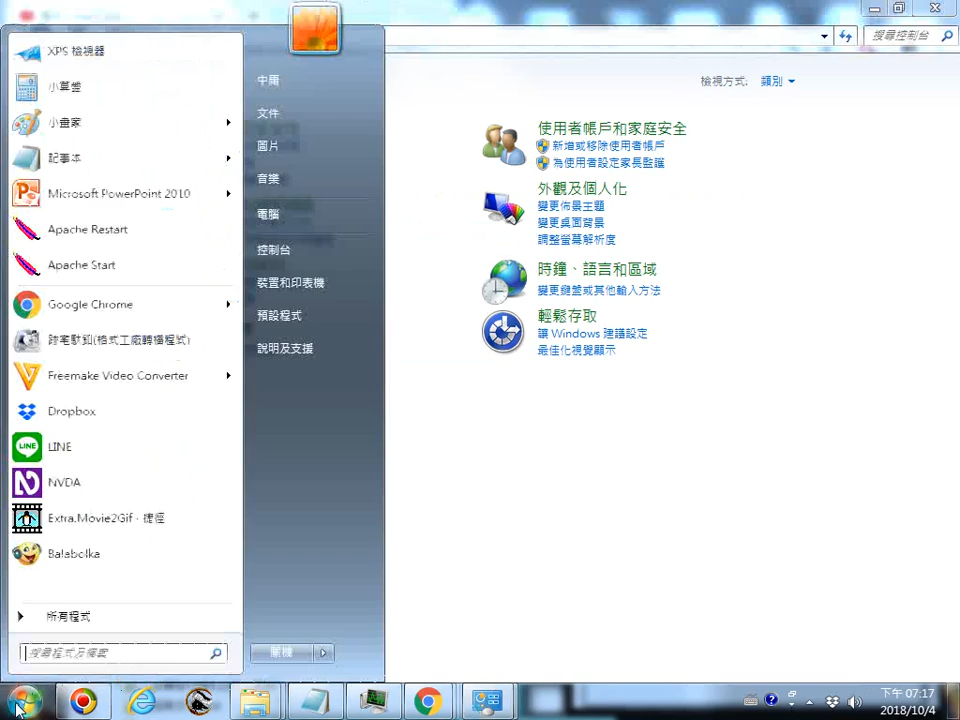 XPS 檢視器
小算盤
小畫家
記事本
Microsoft PowerPoint 2010
Apache Restart
Apache Start
Google Chrome
Freemake Video Converter
Dropbox
LINE
LINE
NVDA
Extra.Movie2Gif - 捷徑
Balabolka
所有程式
搜尋程式及檔案
中爾
文件
圖片
音樂
電腦
控制台
裝置和印表機
預設程式
說明及支援
關機
搜尋控制台
檢視方式: 類別
使用者帳戶和家庭安全
新增或移除使用者帳戶
為使用者設定家長監護
外觀及個人化
變更佈景主題
變更桌面背景
調整螢幕解析度
時鐘、語言和區域
變更鍵盤或其他輸入方法
輕鬆存取
讓 Windows 建議設定
最佳化視覺顯示
下午 07:17
2018/10/4